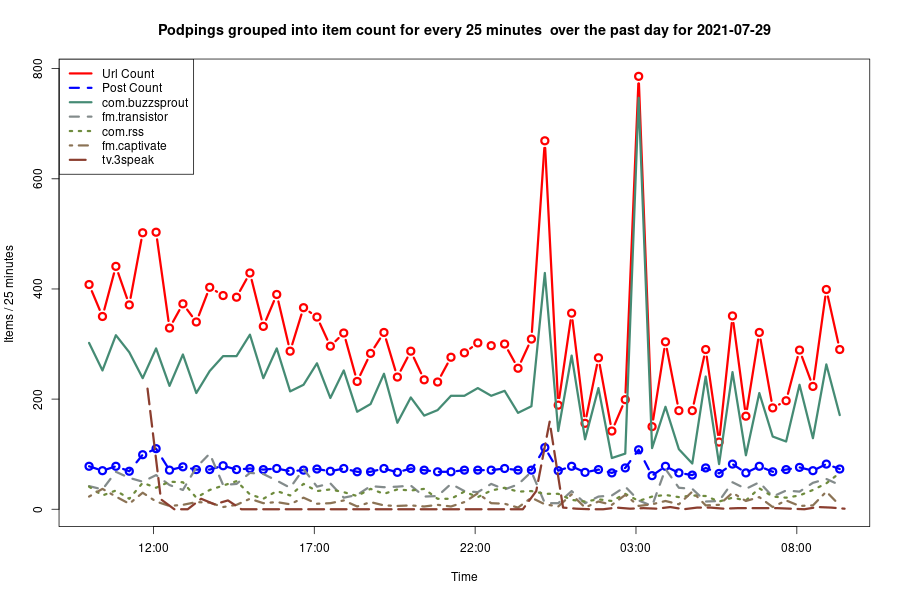 Podpings grouped into item count for every 25 minutes  over the past day for 2021-07-29
Url Count
Post Count
com.buzzsprout
fm.transistor
com.rss
fm.captivate
tv.3speak
Items / 25 minutes
800
600
400
200
0
12:00 17:00 22:00 03:00 08:00
Time